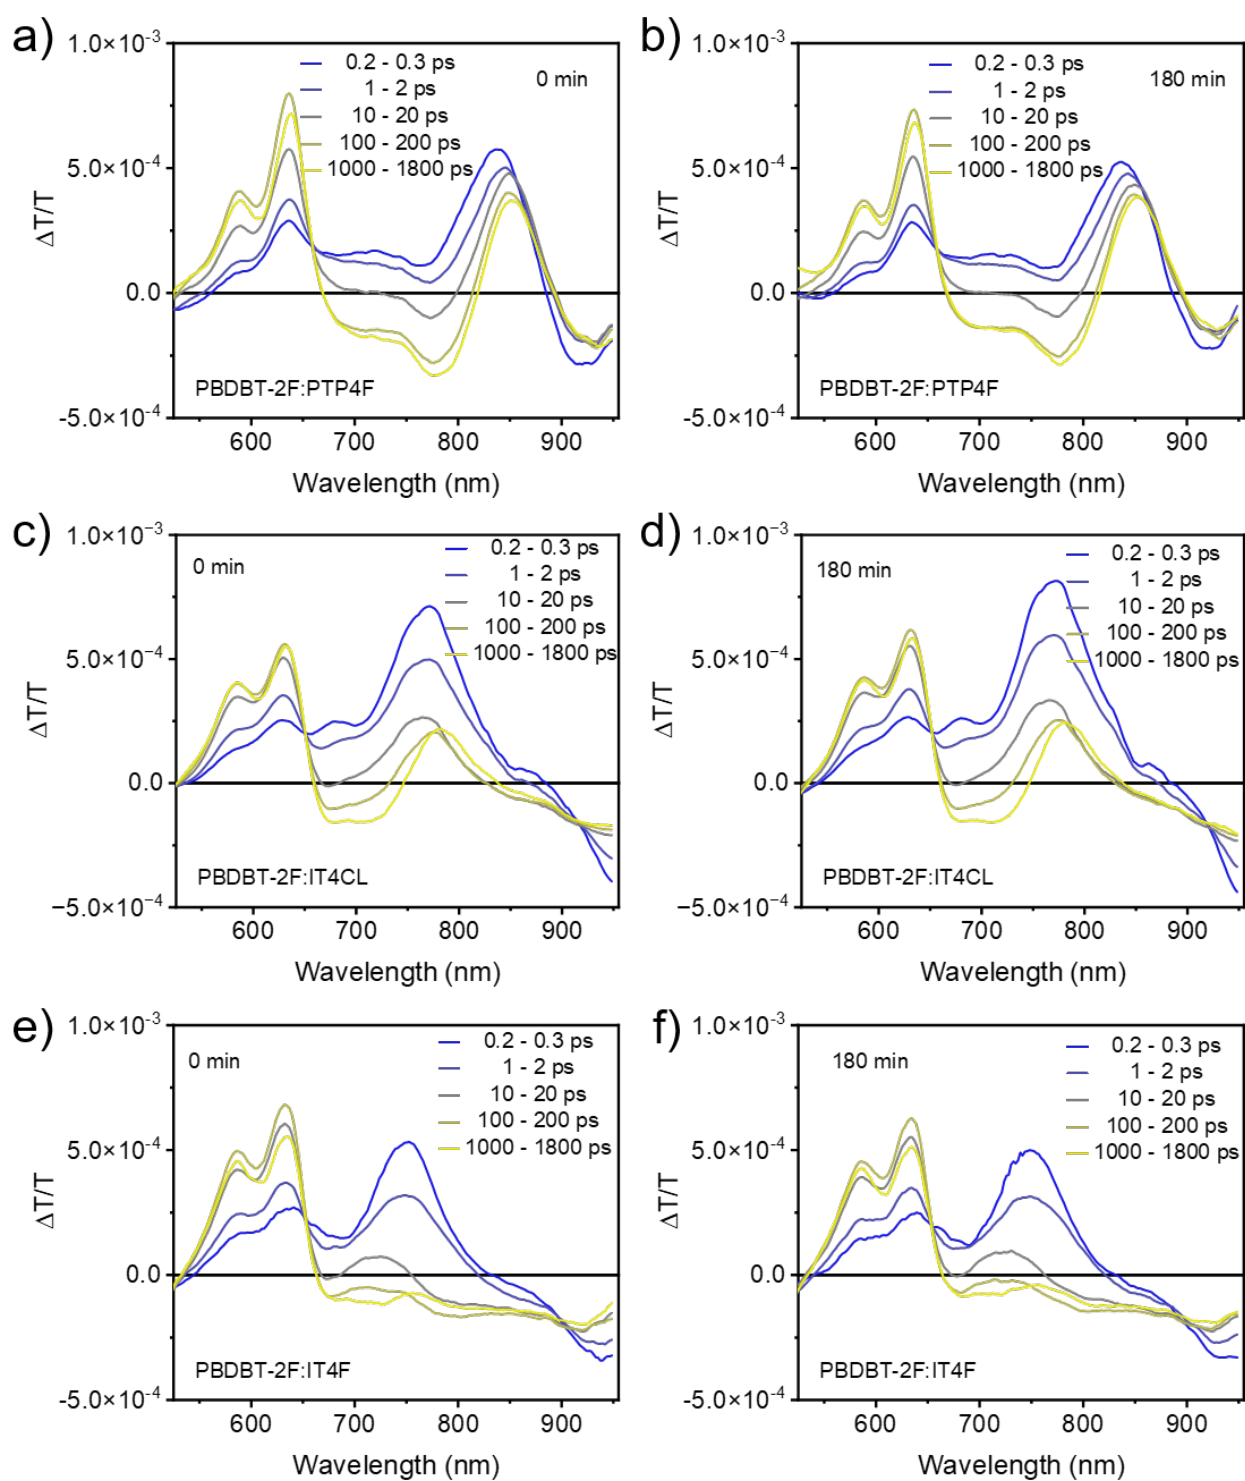 a)
1.0×10⁻³
5.0×10⁻⁴
0.0
-5.0×10⁻⁴
ΔT/T
0.2 - 0.3 ps
1 - 2 ps
10 - 20 ps
100 - 200 ps
1000 - 1800 ps
0 min
PBDBT-2F:PTP4F
600 700 800 900
Wavelength (nm)
b)
1.0×10⁻³
5.0×10⁻⁴
0.0
-5.0×10⁻⁴
ΔT/T
0.2 - 0.3 ps
1 - 2 ps
10 - 20 ps
100 - 200 ps
1000 - 1800 ps
180 min
PBDBT-2F:PTP4F
600 700 800 900
Wavelength (nm)
c)
1.0×10⁻³
5.0×10⁻⁴
0.0
-5.0×10⁻⁴
ΔT/T
0 min
0.2 - 0.3 ps
1 - 2 ps
10 - 20 ps
100 - 200 ps
1000 - 1800 ps
PBDBT-2F:IT4CL
600 700 800 900
Wavelength (nm)
d)
1.0×10⁻³
5.0×10⁻⁴
0.0
−5.0×10⁻⁴
ΔT/T
180 min
0.2 - 0.3 ps
1 - 2 ps
10 - 20 ps
100 - 200 ps
1000 - 1800 ps
PBDBT-2F:IT4CL
600 700 800 900
Wavelength (nm)
e)
1.0×10⁻³
5.0×10⁻⁴
0.0
-5.0×10⁻⁴
ΔT/T
0 min
0.2 - 0.3 ps
1 - 2 ps
10 - 20 ps
100 - 200 ps
1000 - 1800 ps
PBDBT-2F:IT4F
600 700 800 900
Wavelength (nm)
f)
1.0×10⁻³
5.0×10⁻⁴
0.0
-5.0×10⁻⁴
ΔT/T
180 min
0.2 - 0.3 ps
1 - 2 ps
10 - 20 ps
100 - 200 ps
1000 - 1800 ps
PBDBT-2F:IT4F
600 700 800 900
Wavelength (nm)